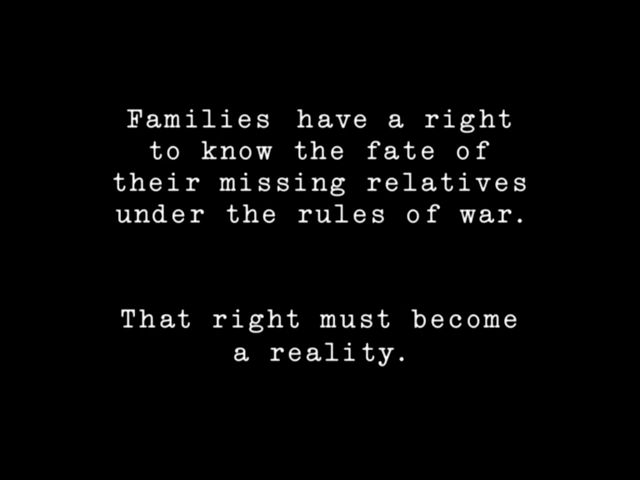 Families have a right
to know the fate of
their missing relatives
under the rules of war.
That right must become
a reality.